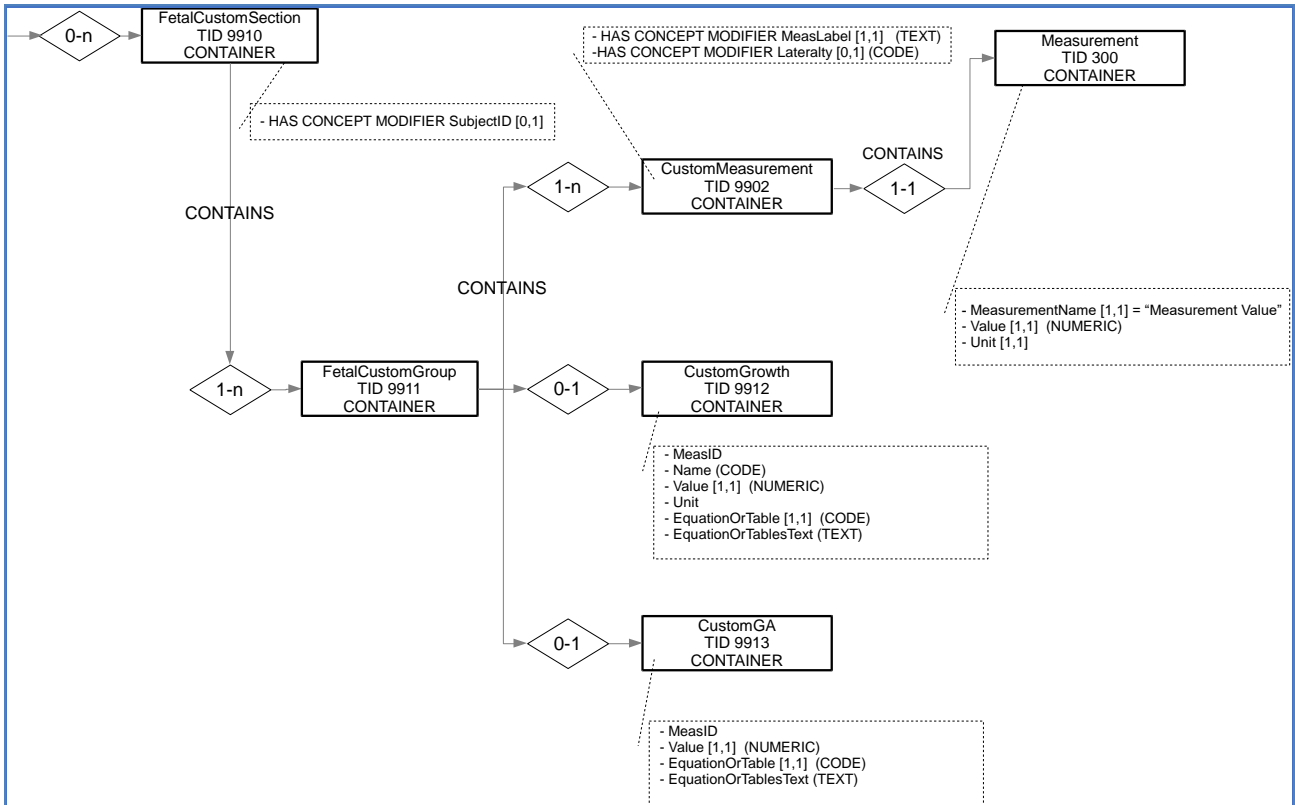 0-n
FetalCustomSection
TID 9910
CONTAINER
- HAS CONCEPT MODIFIER SubjectID [0,1]
CONTAINS
1-n
FetalCustomGroup
TID 9911
CONTAINER
CONTAINS
- HAS CONCEPT MODIFIER MeasLabel [1,1] (TEXT)
-HAS CONCEPT MODIFIER Lateralty [0,1] (CODE)
1-n
CustomMeasurement
TID 9902
CONTAINER
CONTAINS
1-1
Measurement
TID 300
CONTAINER
- MeasurementName [1,1] = “Measurement Value”
- Value [1,1] (NUMERIC)
- Unit [1,1]
0-1
CustomGrowth
TID 9912
CONTAINER
- MeasID
- Name (CODE)
- Value [1,1] (NUMERIC)
- Unit
- EquationOrTable [1,1] (CODE)
- EquationOrTablesText (TEXT)
0-1
CustomGA
TID 9913
CONTAINER
- MeasID
- Value [1,1] (NUMERIC)
- EquationOrTable [1,1] (CODE)
- EquationOrTablesText (TEXT)